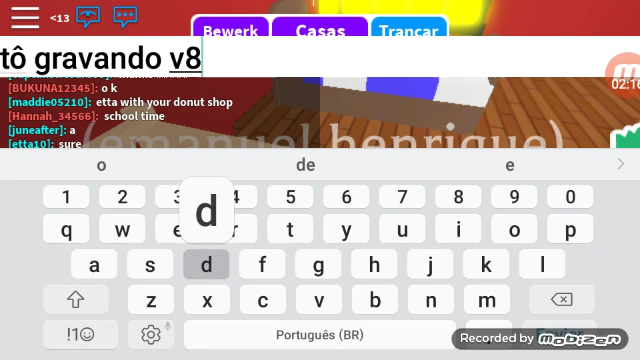 <13
Bewerk Casas Trancar
tô gravando v8
02:16
[BUKUNA12345]: o k
[maddie05210]: etta with your donut shop
[Hannah_34566]: school time
[juneafter]: a
[etta10]: sure
(emanuel henrique)
o de e
1 2 3 4 5 6 7 8 9 0
q w e r t y u i o p
d
a s d f g h j k l
z x c v b n m
!1☺ Português (BR)
Recorded by mobizen